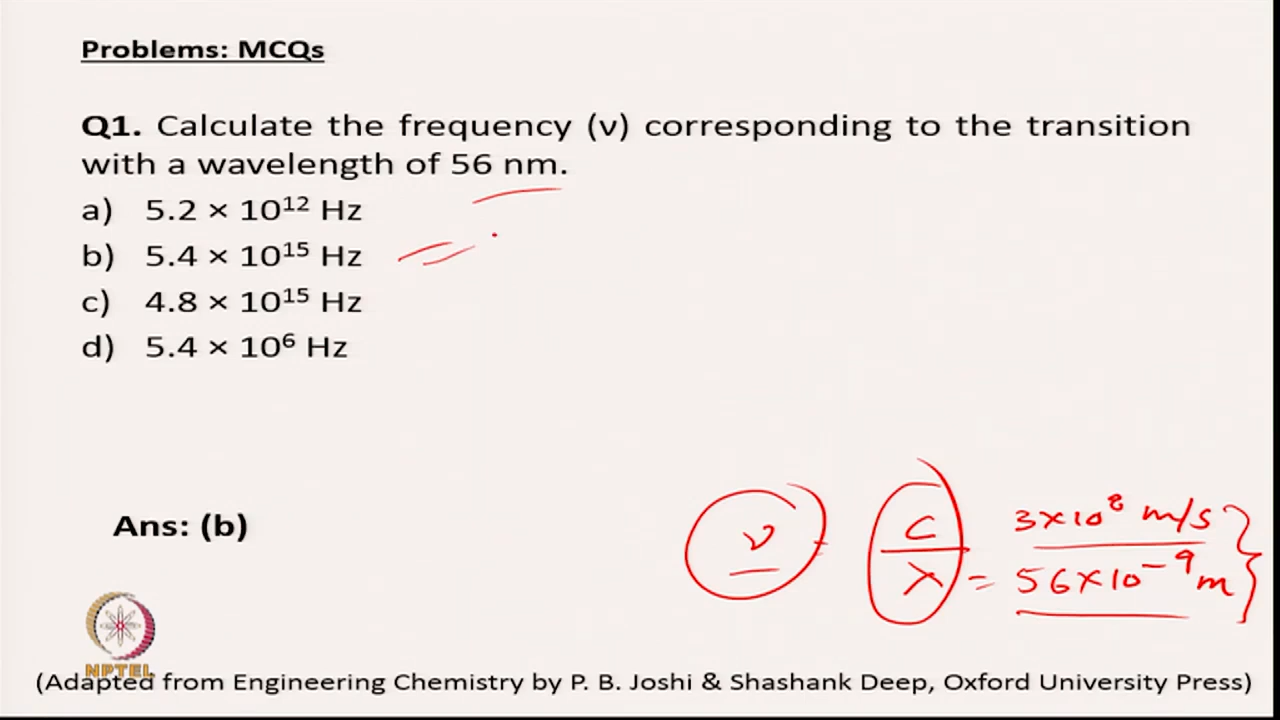 Problems: MCQs
Q1. Calculate the frequency (ν) corresponding to the transition
with a wavelength of 56 nm.
a) 5.2 × 10¹² Hz
b) 5.4 × 10¹⁵ Hz
c) 4.8 × 10¹⁵ Hz
d) 5.4 × 10⁶ Hz
Ans: (b)
ν = c/λ = 3×10⁸ m/s / 56×10⁻⁹ m
NPTEL
(Adapted from Engineering Chemistry by P. B. Joshi & Shashank Deep, Oxford University Press)